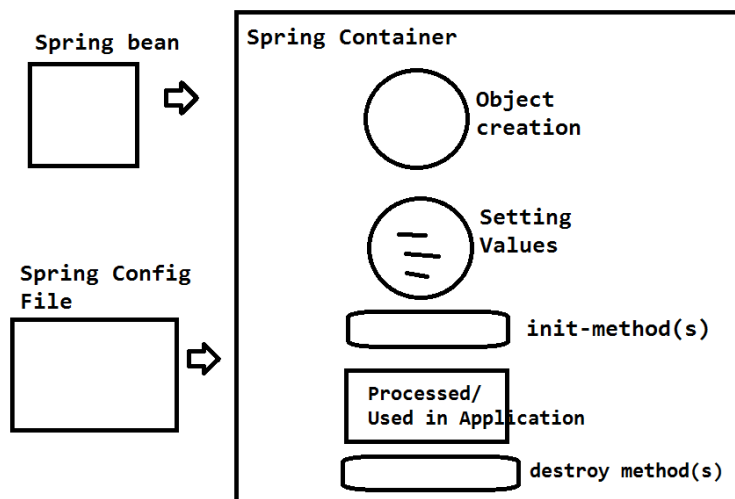 Spring bean
Spring Container
Object
creation
Setting
Values
Spring Config
File
init-method(s)
Processed/
Used in Application
destroy method(s)